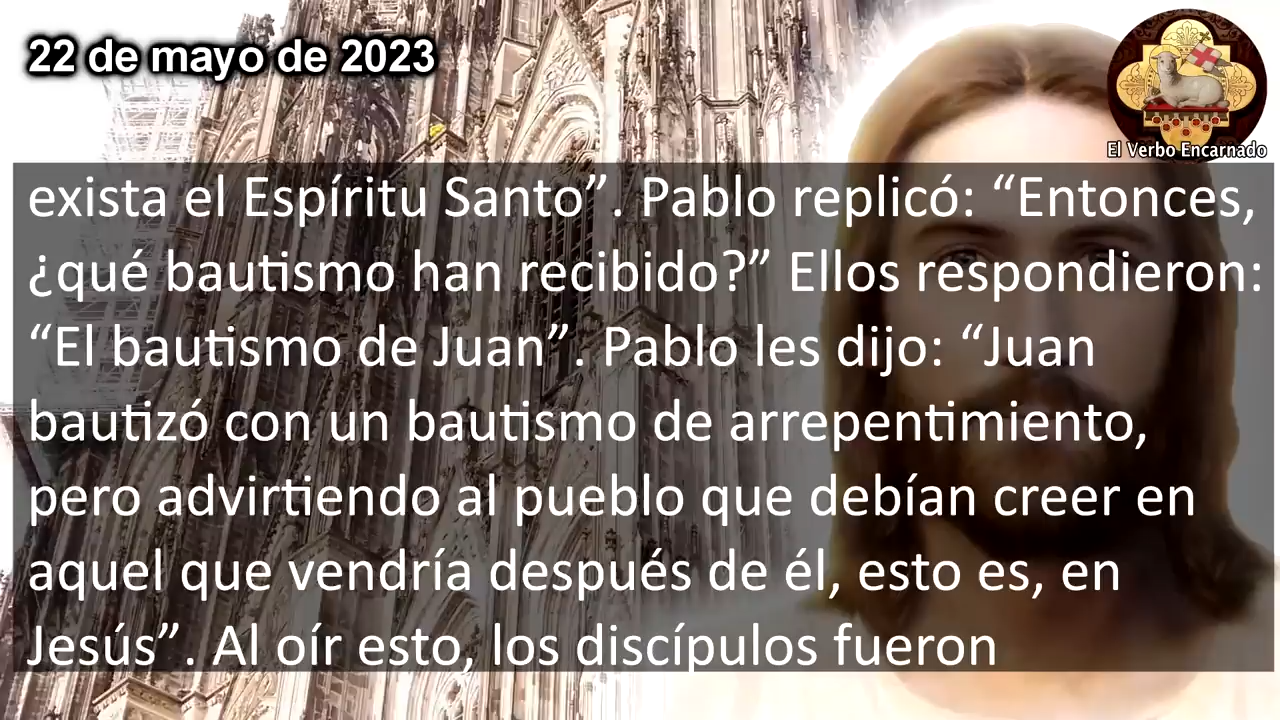 22 de mayo de 2023
El Verbo Encarnado
exista el Espíritu Santo”. Pablo replicó: “Entonces,
¿qué bautismo han recibido?” Ellos respondieron:
“El bautismo de Juan”. Pablo les dijo: “Juan
bautizó con un bautismo de arrepentimiento,
pero advirtiendo al pueblo que debían creer en
aquel que vendría después de él, esto es, en
Jesús”. Al oír esto, los discípulos fueron